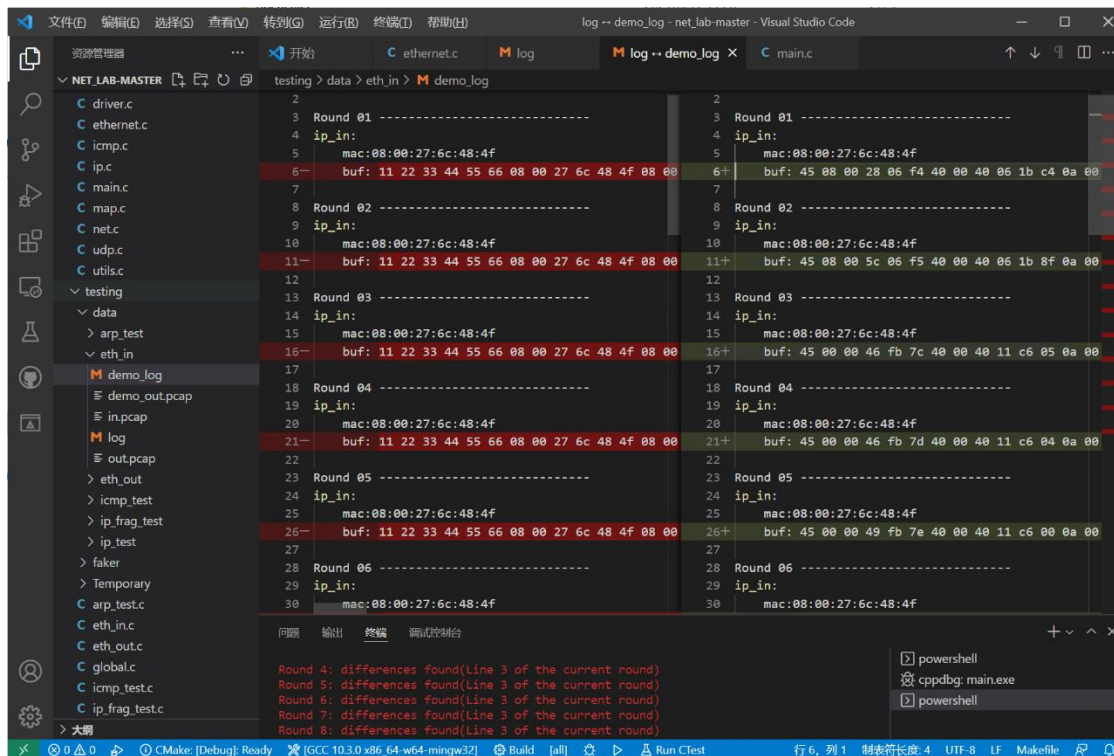 文件(F) 编辑(E) 选择(S) 查看(V) 转到(G) 运行(R) 终端(T) 帮助(H) log ↔ demo_log - net_lab-master - Visual Studio Code
资源管理器 ···
NET_LAB-MASTER
driver.c
ethernet.c
icmp.c
ip.c
main.c
map.c
net.c
udp.c
utils.c
testing
data
arp_test
eth_in
demo_log
demo_out.pcap
in.pcap
log
out.pcap
eth_out
icmp_test
ip_frag_test
ip_test
faker
Temporary
arp_test.c
eth_in.c
eth_out.c
global.c
icmp_test.c
ip_frag_test.c
大纲
开始 C ethernet.c M log M log ↔ demo_log × C main.c
testing > data > eth_in > M demo_log
2
3 Round 01 -----------------------------
4 ip_in:
5 mac:08:00:27:6c:48:4f
6— buf: 11 22 33 44 55 66 08 00 27 6c 48 4f 08 00
7
8 Round 02 -----------------------------
9 ip_in:
10 mac:08:00:27:6c:48:4f
11— buf: 11 22 33 44 55 66 08 00 27 6c 48 4f 08 00
12
13 Round 03 -----------------------------
14 ip_in:
15 mac:08:00:27:6c:48:4f
16— buf: 11 22 33 44 55 66 08 00 27 6c 48 4f 08 00
17
18 Round 04 -----------------------------
19 ip_in:
20 mac:08:00:27:6c:48:4f
21— buf: 11 22 33 44 55 66 08 00 27 6c 48 4f 08 00
22
23 Round 05 -----------------------------
24 ip_in:
25 mac:08:00:27:6c:48:4f
26— buf: 11 22 33 44 55 66 08 00 27 6c 48 4f 08 00
27
28 Round 06 -----------------------------
29 ip_in:
30 mac:08:00:27:6c:48:4f
2
3 Round 01 -----------------------------
4 ip_in:
5 mac:08:00:27:6c:48:4f
6+ buf: 45 08 00 28 06 f4 40 00 40 06 1b c4 0a 00
7
8 Round 02 -----------------------------
9 ip_in:
10 mac:08:00:27:6c:48:4f
11+ buf: 45 08 00 5c 06 f5 40 00 40 06 1b 8f 0a 00
12
13 Round 03 -----------------------------
14 ip_in:
15 mac:08:00:27:6c:48:4f
16+ buf: 45 00 00 46 fb 7c 40 00 40 11 c6 05 0a 00
17
18 Round 04 -----------------------------
19 ip_in:
20 mac:08:00:27:6c:48:4f
21+ buf: 45 00 00 46 fb 7d 40 00 40 11 c6 04 0a 00
22
23 Round 05 -----------------------------
24 ip_in:
25 mac:08:00:27:6c:48:4f
26+ buf: 45 00 00 49 fb 7e 40 00 40 11 c6 00 0a 00
27
28 Round 06 -----------------------------
29 ip_in:
30 mac:08:00:27:6c:48:4f
问题 输出 终端 调试控制台
Round 4: differences found(Line 3 of the current round)
Round 5: differences found(Line 3 of the current round)
Round 6: differences found(Line 3 of the current round)
Round 7: differences found(Line 3 of the current round)
Round 8: differences found(Line 3 of the current round)
powershell
cppdbg: main.exe
powershell
0 0 CMake: [Debug]: Ready [GCC 10.3.0 x86_64-w64-mingw32] Build [all] Run CTest 行 6，列 1 制表符长度: 4 UTF-8 LF Makefile